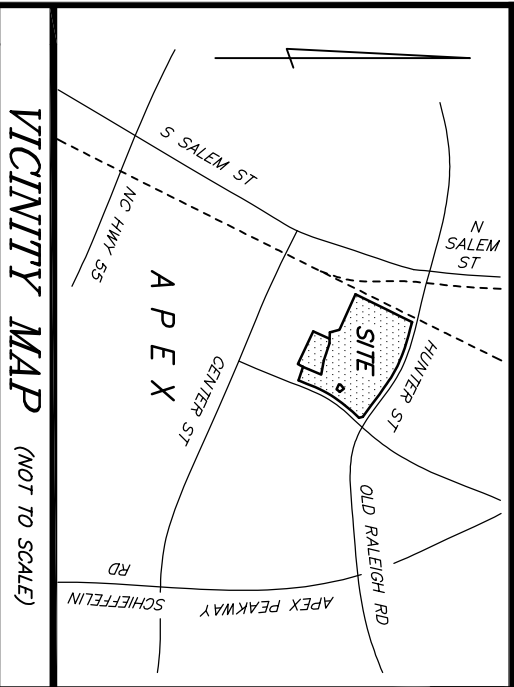 N
SALEM
ST
S SALEM ST
HUNTER ST
SITE
NC HWY 55
APEX
CENTER ST
OLD RALEIGH RD
APEX PEAKWAY
SCHIEFFELIN
RD
VICINITY MAP (NOT TO SCALE)